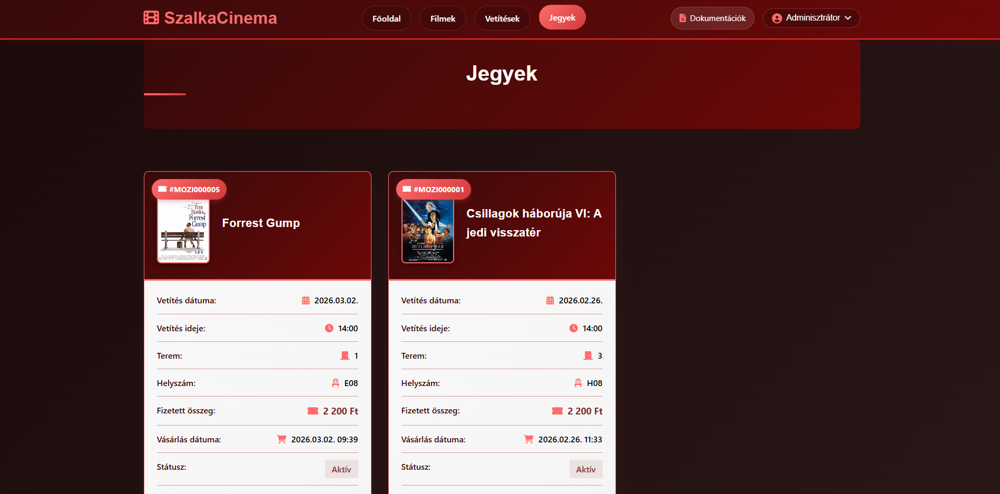 SzalkaCinema
Főoldal
Filmek
Vetítések
Jegyek
Dokumentációk
Adminisztrátor
Jegyek
#MOZI000005
Tom
Hanks
Forrest
Gump
Forrest Gump
Vetítés dátuma: 2026.03.02.
Vetítés ideje: 14:00
Terem: 1
Helyszám: E08
Fizetett összeg: 2 200 Ft
Vásárlás dátuma: 2026.03.02. 09:39
Státusz: Aktív
#MOZI000001
Csillagok háborúja VI: A
jedi visszatér
Vetítés dátuma: 2026.02.26.
Vetítés ideje: 14:00
Terem: 3
Helyszám: H08
Fizetett összeg: 2 200 Ft
Vásárlás dátuma: 2026.02.26. 11:33
Státusz: Aktív